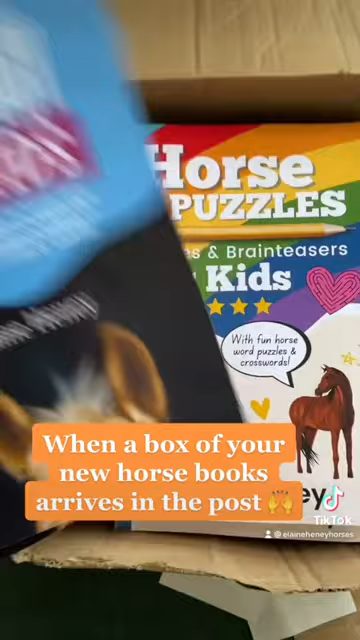 Horse
PUZZLES
& Brainteasers
Kids
With fun horse
word puzzles &
crosswords!
When a box of your
new horse books
arrives in the post 🙌
TikTok
@elaineheneyhorses